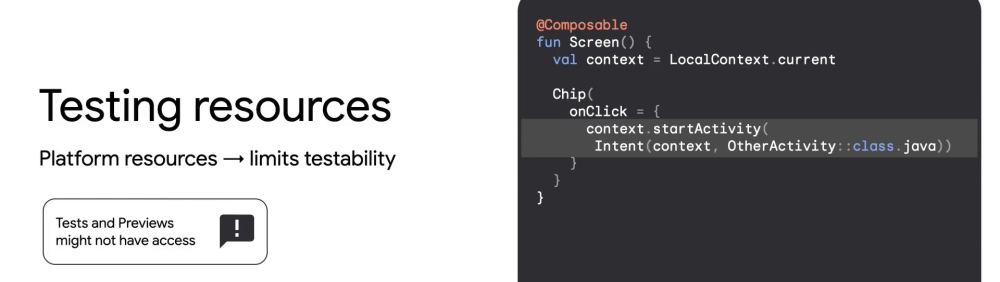 Testing resources
Platform resources → limits testability
Tests and Previews
might not have access
@Composable
fun Screen() {
  val context = LocalContext.current
  Chip(
    onClick = {
      context.startActivity(
       Intent(context, OtherActivity::class.java))
    }
  }
}